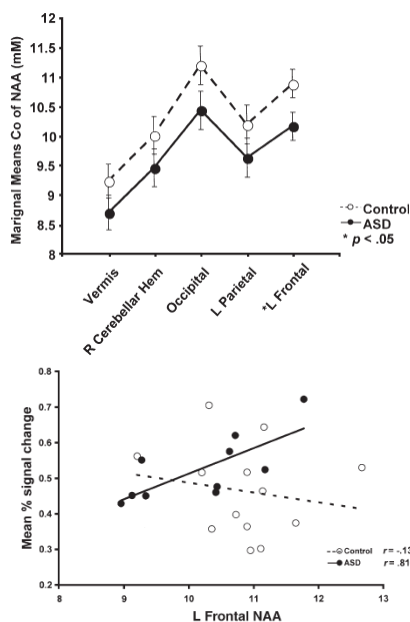 Marignal Means Co of NAA (mM)
12
11.5
11
10.5
10
9.5
9
8.5
Vermis
R Cerebellar Hem
Occipital
L Parietal
*L Frontal
Control
ASD
* p < .05
Mean % signal change
0.8
0.7
0.6
0.5
0.4
0.3
0.2
8
9
10
11
12
13
L Frontal NAA
Control r = -.13
ASD r = .81